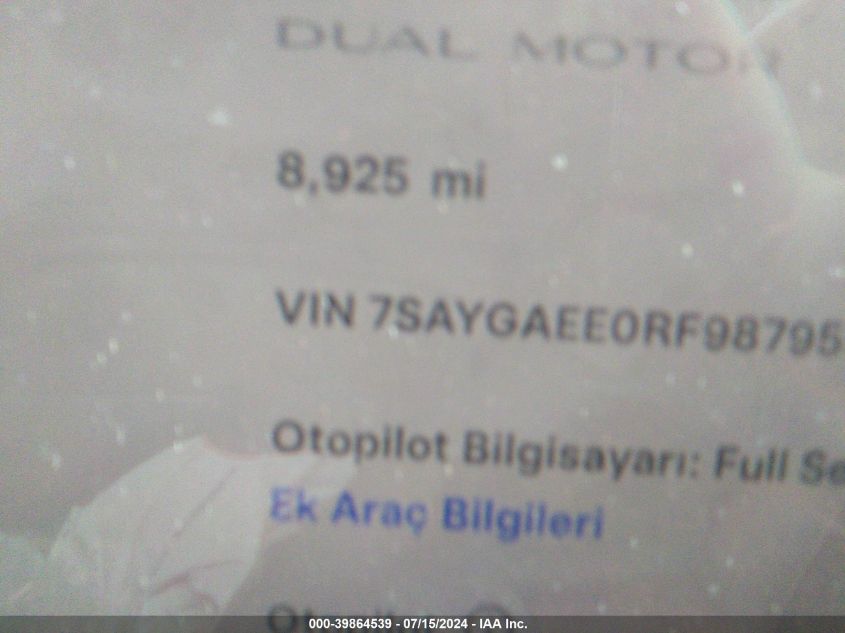 DUAL MOTOR
8,925 mi
VIN 7SAYGAEE0RF98795
Otopilot Bilgisayarı: Full Se
Ek Araç Bilgileri
000-39864539 - 07/15/2024 - IAA Inc.